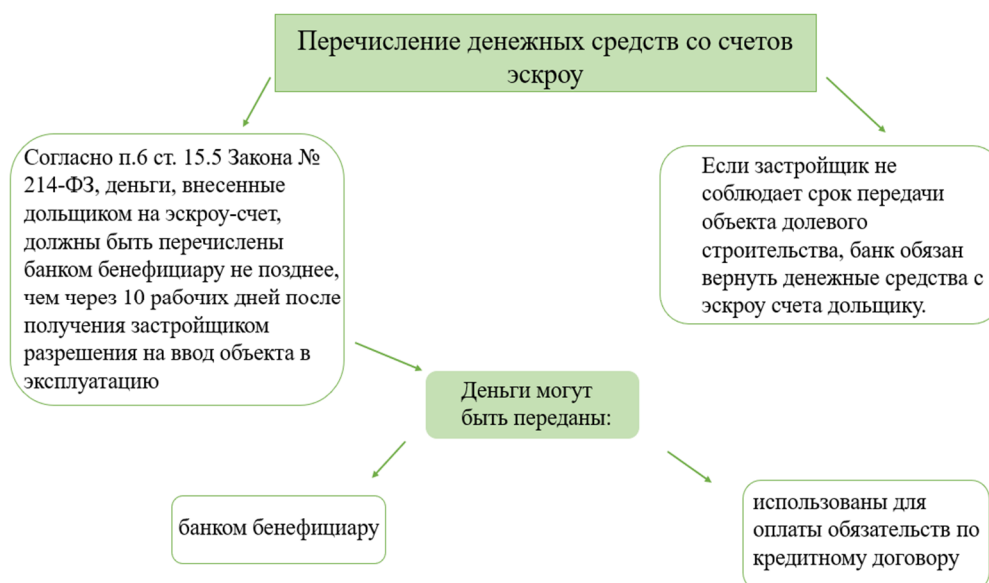 Перечисление денежных средств со счетов
эскроу
Согласно п.6 ст. 15.5 Закона №
214-ФЗ, деньги, внесенные
дольщиком на эскроу-счет,
должны быть перечислены
банком бенефициару не позднее,
чем через 10 рабочих дней после
получения застройщиком
разрешения на ввод объекта в
эксплуатацию
Если застройщик не
соблюдает срок передачи
объекта долевого
строительства, банк обязан
вернуть денежные средства с
эскроу счета дольщику.
Деньги могут
быть переданы:
банком бенефициару
использованы для
оплаты обязательств по
кредитному договору